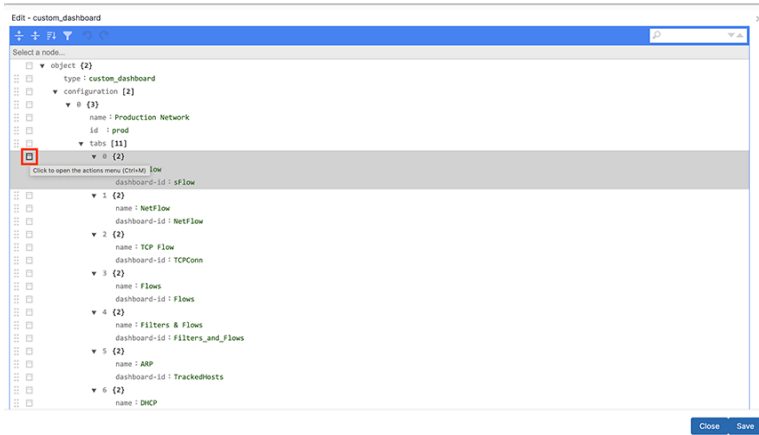 Edit - custom_dashboard
Select a node...
object {2}
type : custom_dashboard
configuration [2]
0 {3}
name : Production Network
id : prod
tabs [11]
0 {2}
Click to open the actions menu (Ctrl+M) low
dashboard-id : sFlow
1 {2}
name : NetFlow
dashboard-id : NetFlow
2 {2}
name : TCP Flow
dashboard-id : TCPConn
3 {2}
name : Flows
dashboard-id : Flows
4 {2}
name : Filters & Flows
dashboard-id : Filters_and_Flows
5 {2}
name : ARP
dashboard-id : TrackedHosts
6 {2}
name : DHCP
Close Save